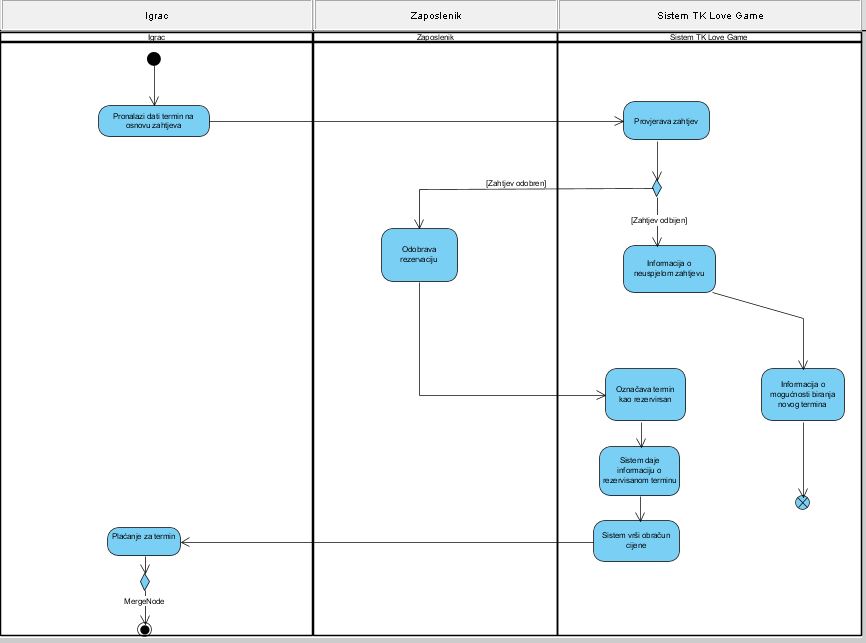 Igrac
Zaposlenik
Sistem TK Love Game
Igrac
Zaposlenik
Sistem TK Love Game
Pronalazi dati termin na
osnovu zahtjeva
Provjerava zahtjev
[Zahtjev odobren]
[Zahtjev odbijen]
Odobrava
rezervaciju
Informacija o
neuspjelom zahtjevu
Označava termin
kao rezervirsan
Informacija o
mogućnosti biranja
novog termina
Sistem daje
informaciju o
rezervisanom terminu
Sistem vrši obračun
cijene
Plaćanje za termin
MergeNode